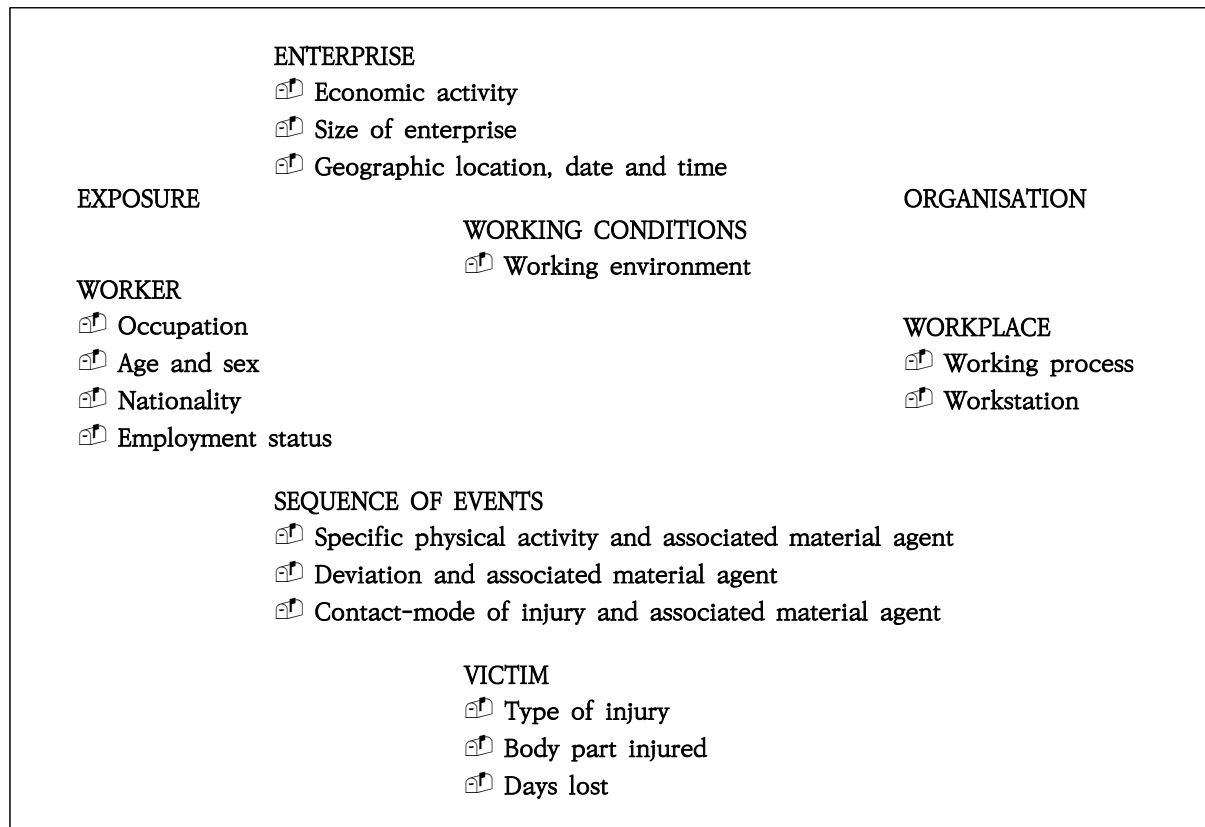 ENTERPRISE
Economic activity
Size of enterprise
Geographic location, date and time
EXPOSURE
ORGANISATION
WORKING CONDITIONS
Working environment
WORKER
Occupation
Age and sex
Nationality
Employment status
WORKPLACE
Working process
Workstation
SEQUENCE OF EVENTS
Specific physical activity and associated material agent
Deviation and associated material agent
Contact-mode of injury and associated material agent
VICTIM
Type of injury
Body part injured
Days lost